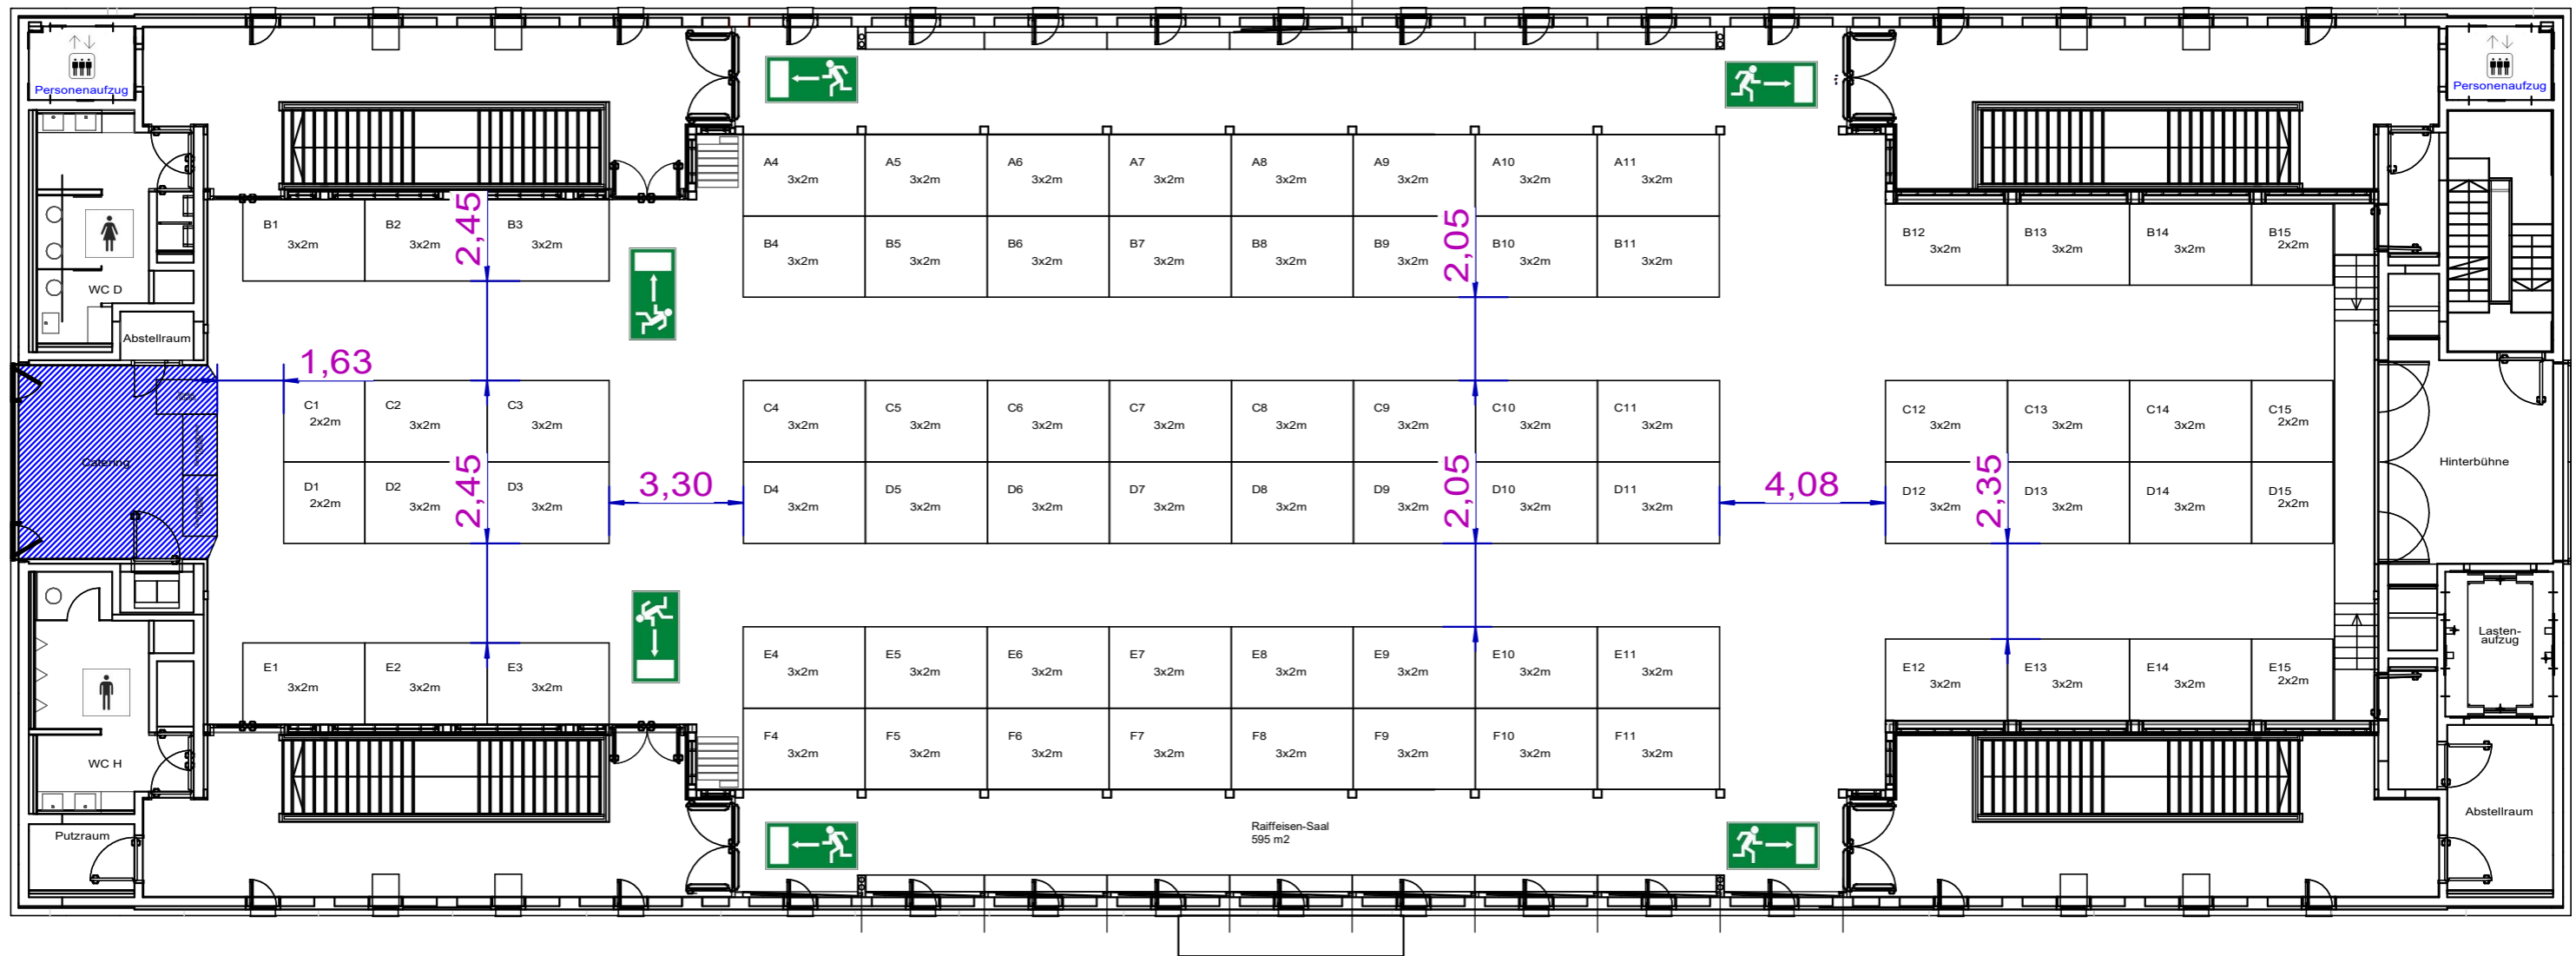 Personenaufzug
Personenaufzug
A4 3x2m
A5 3x2m
A6 3x2m
A7 3x2m
A8 3x2m
A9 3x2m
A10 3x2m
A11 3x2m
B1 3x2m
B2 3x2m
2,45
B3 3x2m
B4 3x2m
B5 3x2m
B6 3x2m
B7 3x2m
B8 3x2m
B9 3x2m
2,05
B10 3x2m
B11 3x2m
B12 3x2m
B13 3x2m
B14 3x2m
B15 2x2m
WC D
Abstellraum
1,63
C1 2x2m
C2 3x2m
C3 3x2m
C4 3x2m
C5 3x2m
C6 3x2m
C7 3x2m
C8 3x2m
C9 3x2m
C10 3x2m
C11 3x2m
C12 3x2m
C13 3x2m
C14 3x2m
C15 2x2m
Catering
Hinterbühne
D1 2x2m
D2 3x2m
2,45
D3 3x2m
3,30
D4 3x2m
D5 3x2m
D6 3x2m
D7 3x2m
D8 3x2m
D9 3x2m
2,05
D10 3x2m
D11 3x2m
4,08
D12 3x2m
2,35
D13 3x2m
D14 3x2m
D15 2x2m
Lasten-
aufzug
E1 3x2m
E2 3x2m
E3 3x2m
E4 3x2m
E5 3x2m
E6 3x2m
E7 3x2m
E8 3x2m
E9 3x2m
E10 3x2m
E11 3x2m
E12 3x2m
E13 3x2m
E14 3x2m
E15 2x2m
F4 3x2m
F5 3x2m
F6 3x2m
F7 3x2m
F8 3x2m
F9 3x2m
F10 3x2m
F11 3x2m
WC H
Putzraum
Raiffeisen-Saal
595 m2
Abstellraum